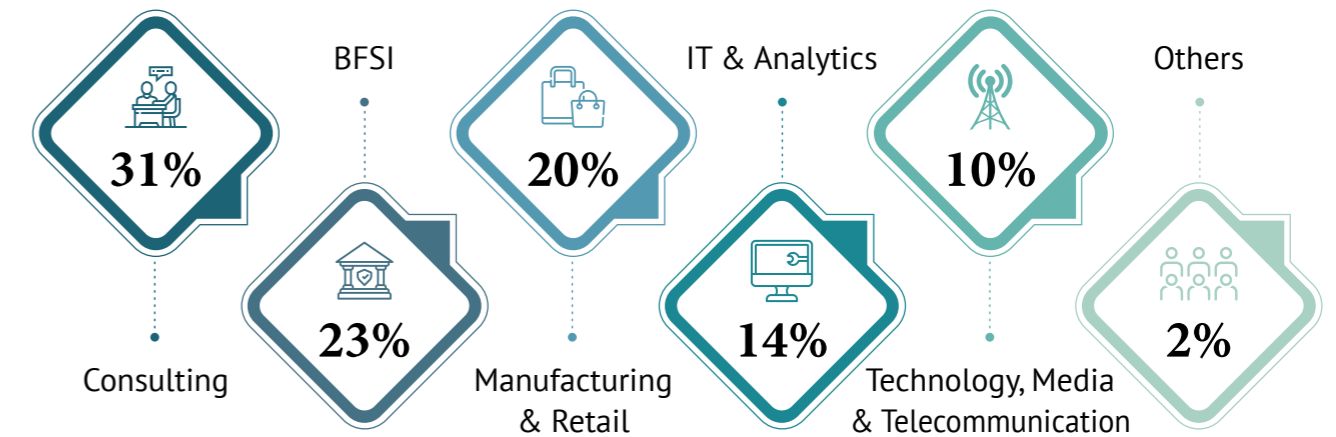 31%
Consulting
BFSI
23%
20%
Manufacturing
& Retail
IT & Analytics
14%
10%
Technology, Media
& Telecommunication
Others
2%